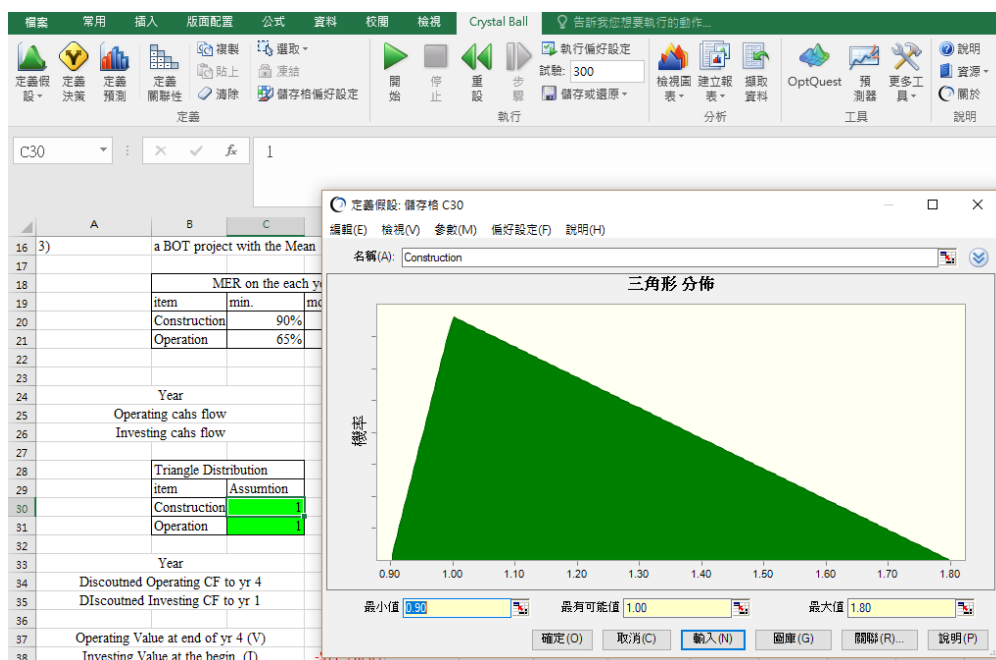 檔案 常用 插入 版面配置 公式 資料 校閱 檢視 Crystal Ball 告訴我您想要執行的動作...
定義假設 定義決策 定義預測 定義關聯性 複製 貼上 清除 選取 凍結 儲存格偏好設定
定義
開始 停止 重設 步驟 執行偏好設定 試驗: 300 儲存或還原
執行
檢視圖表 建立報表 擷取資料
分析
OptQuest 預測器 更多工具
工具
說明 資源 關於
說明
C30 fx 1
A B C
16 3) a BOT project with the Mean
17
18 MER on the each
19 item min.
20 Construction 90%
21 Operation 65%
22
23
24 Year
25 Operating cahs flow
26 Investing cahs flow
27
28 Triangle Distribution
29 item Assumtion
30 Construction 1
31 Operation 1
32
33 Year
34 Discoutned Operating CF to yr 4
35 DIscoutned Investing CF to yr 1
36
37 Operating Value at end of yr 4 (V)
38 Investing Value at the begin (I)
定義假設: 儲存格 C30
編輯(E) 檢視(V) 參數(M) 偏好設定(F) 說明(H)
名稱(A): Construction
三角形 分佈
機率
0.90 1.00 1.10 1.20 1.30 1.40 1.50 1.60 1.70 1.80
最小值 0.90 最有可能值 1.00 最大值 1.80
確定(O) 取消(C) 輸入(N) 圖庫(G) 關聯(R)... 說明(P)